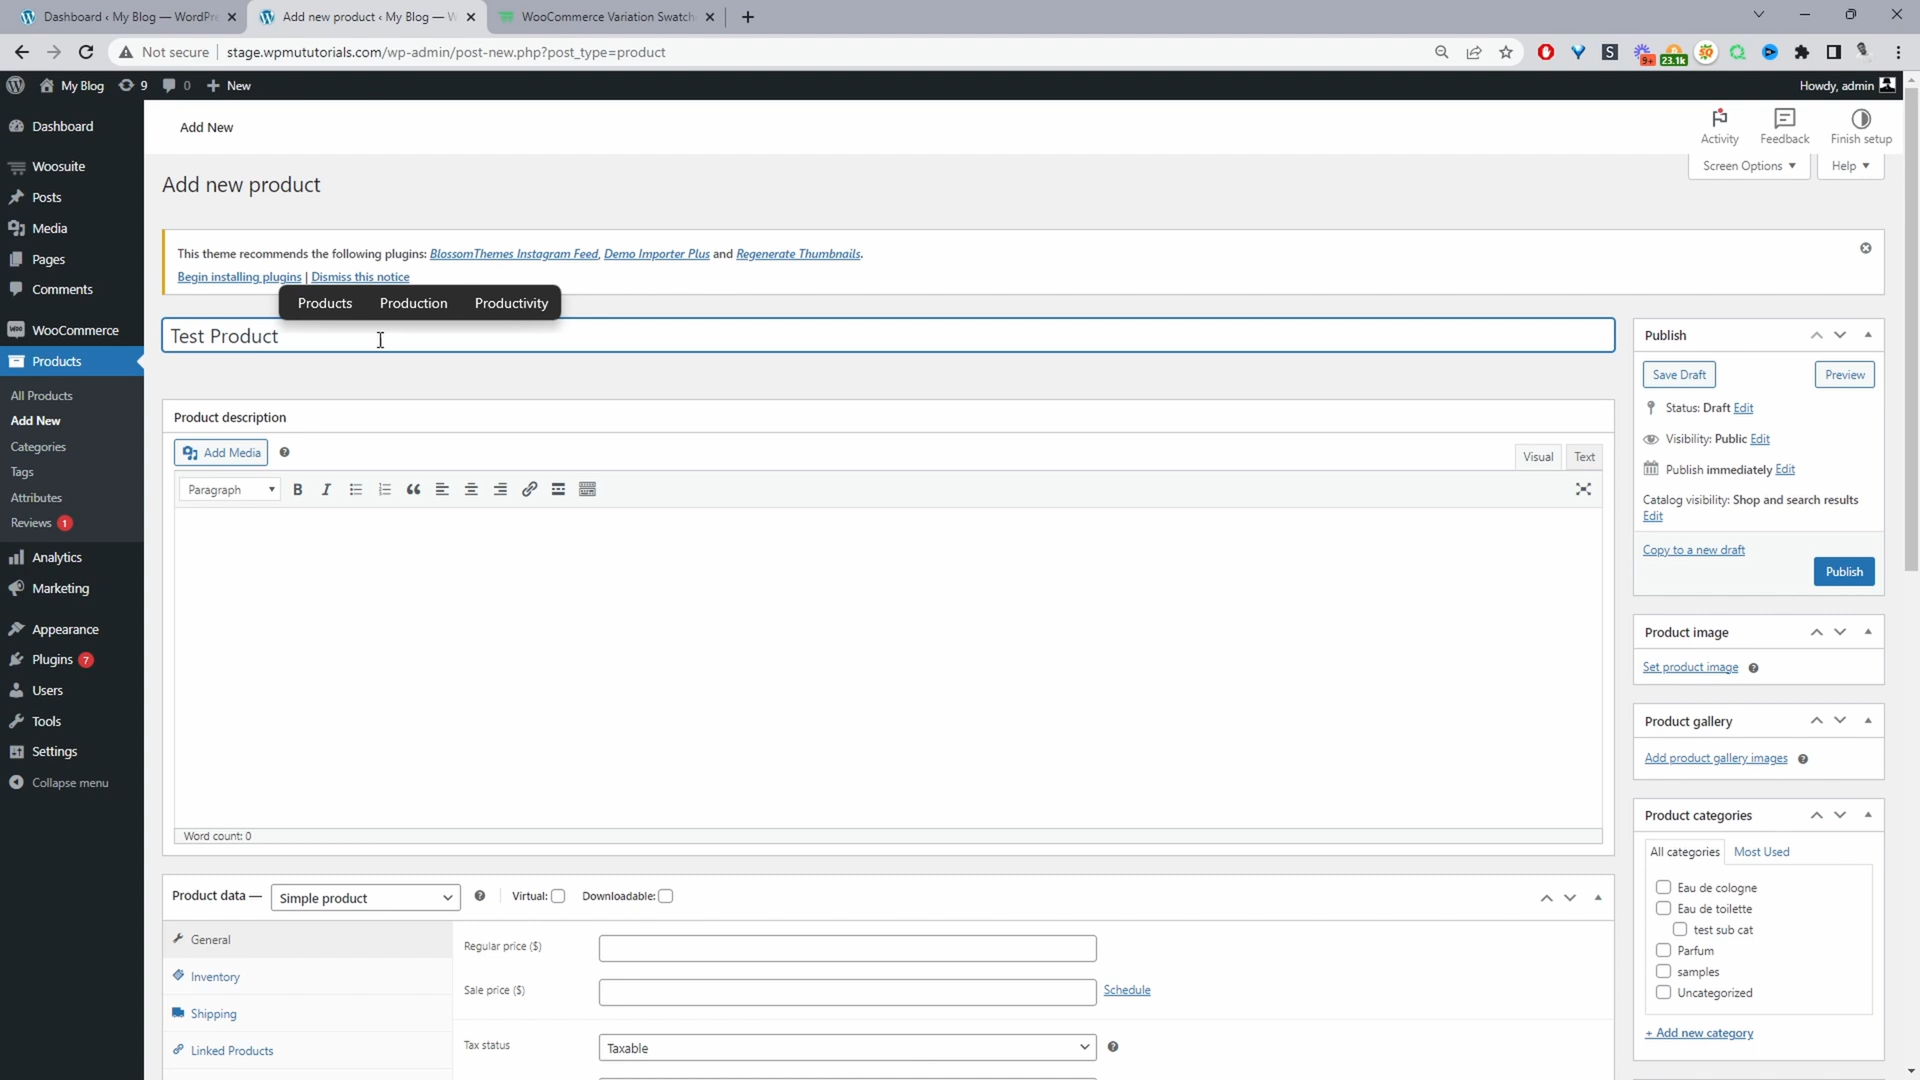 Dashboard ‹ My Blog — WordPre
Add new product ‹ My Blog — W
WooCommerce Variation Swatch
Not secure
stage.wpmututorials.com/wp-admin/post-new.php?post_type=product
9+
23.1k
My Blog
9
0
New
Howdy, admin
Dashboard
Woosuite
Posts
Media
Pages
Comments
WooCommerce
Products
All Products
Add New
Categories
Tags
Attributes
Reviews 1
Analytics
Marketing
Appearance
Plugins 7
Users
Tools
Settings
Collapse menu
Add New
Activity
Feedback
Finish setup
Screen Options
Help
Add new product
This theme recommends the following plugins: BlossomThemes Instagram Feed, Demo Importer Plus and Regenerate Thumbnails.
Begin installing plugins | Dismiss this notice
Products Production Productivity
Test Product
Product description
Add Media
Visual
Text
Paragraph
Word count: 0
Product data — Simple product
Virtual:
Downloadable:
General
Inventory
Shipping
Linked Products
Regular price ($)
Sale price ($)
Schedule
Tax status
Taxable
Publish
Save Draft
Preview
Status: Draft Edit
Visibility: Public Edit
Publish immediately Edit
Catalog visibility: Shop and search results
Edit
Copy to a new draft
Publish
Product image
Set product image
Product gallery
Add product gallery images
Product categories
All categories
Most Used
Eau de cologne
Eau de toilette
test sub cat
Parfum
samples
Uncategorized
+ Add new category